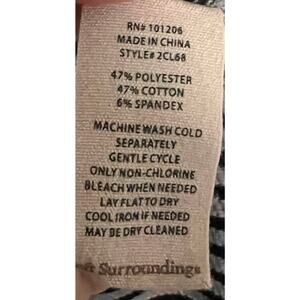 RN# 101206
MADE IN CHINA
STYLE# 2CL68
47% POLYESTER
47% COTTON
6% SPANDEX
MACHINE WASH COLD
SEPARATELY
GENTLE CYCLE
ONLY NON-CHLORINE
BLEACH WHEN NEEDED
LAY FLAT TO DRY
COOL IRON IF NEEDED
MAY BE DRY CLEANED
Surroundings